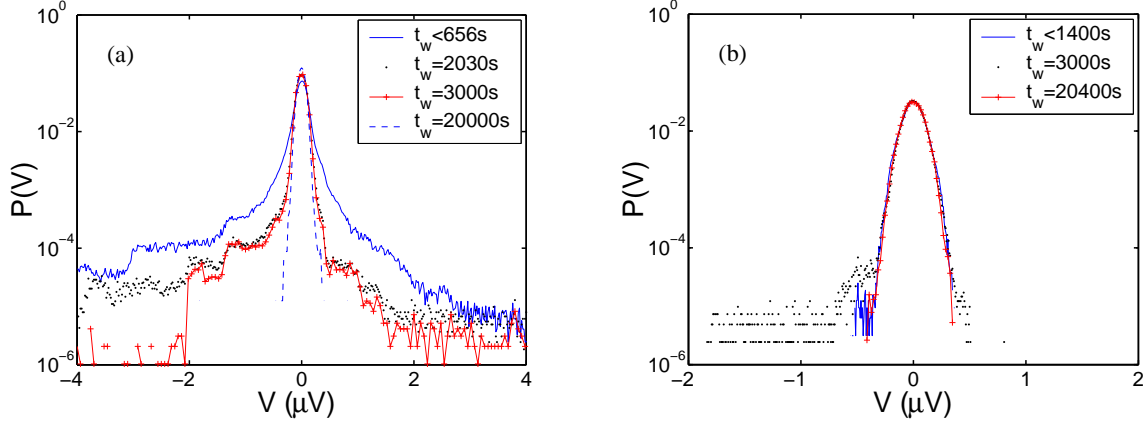 (a)
t_w<656s
t_w=2030s
t_w=3000s
t_w=20000s
10^0
10^−2
10^−4
10^−6
P(V)
−4 −2 0 2 4
V (μV)
(b)
t_w<1400s
t_w=3000s
t_w=20400s
10^0
10^−2
10^−4
10^−6
P(V)
−2 −1 0 1 2
V (μV)